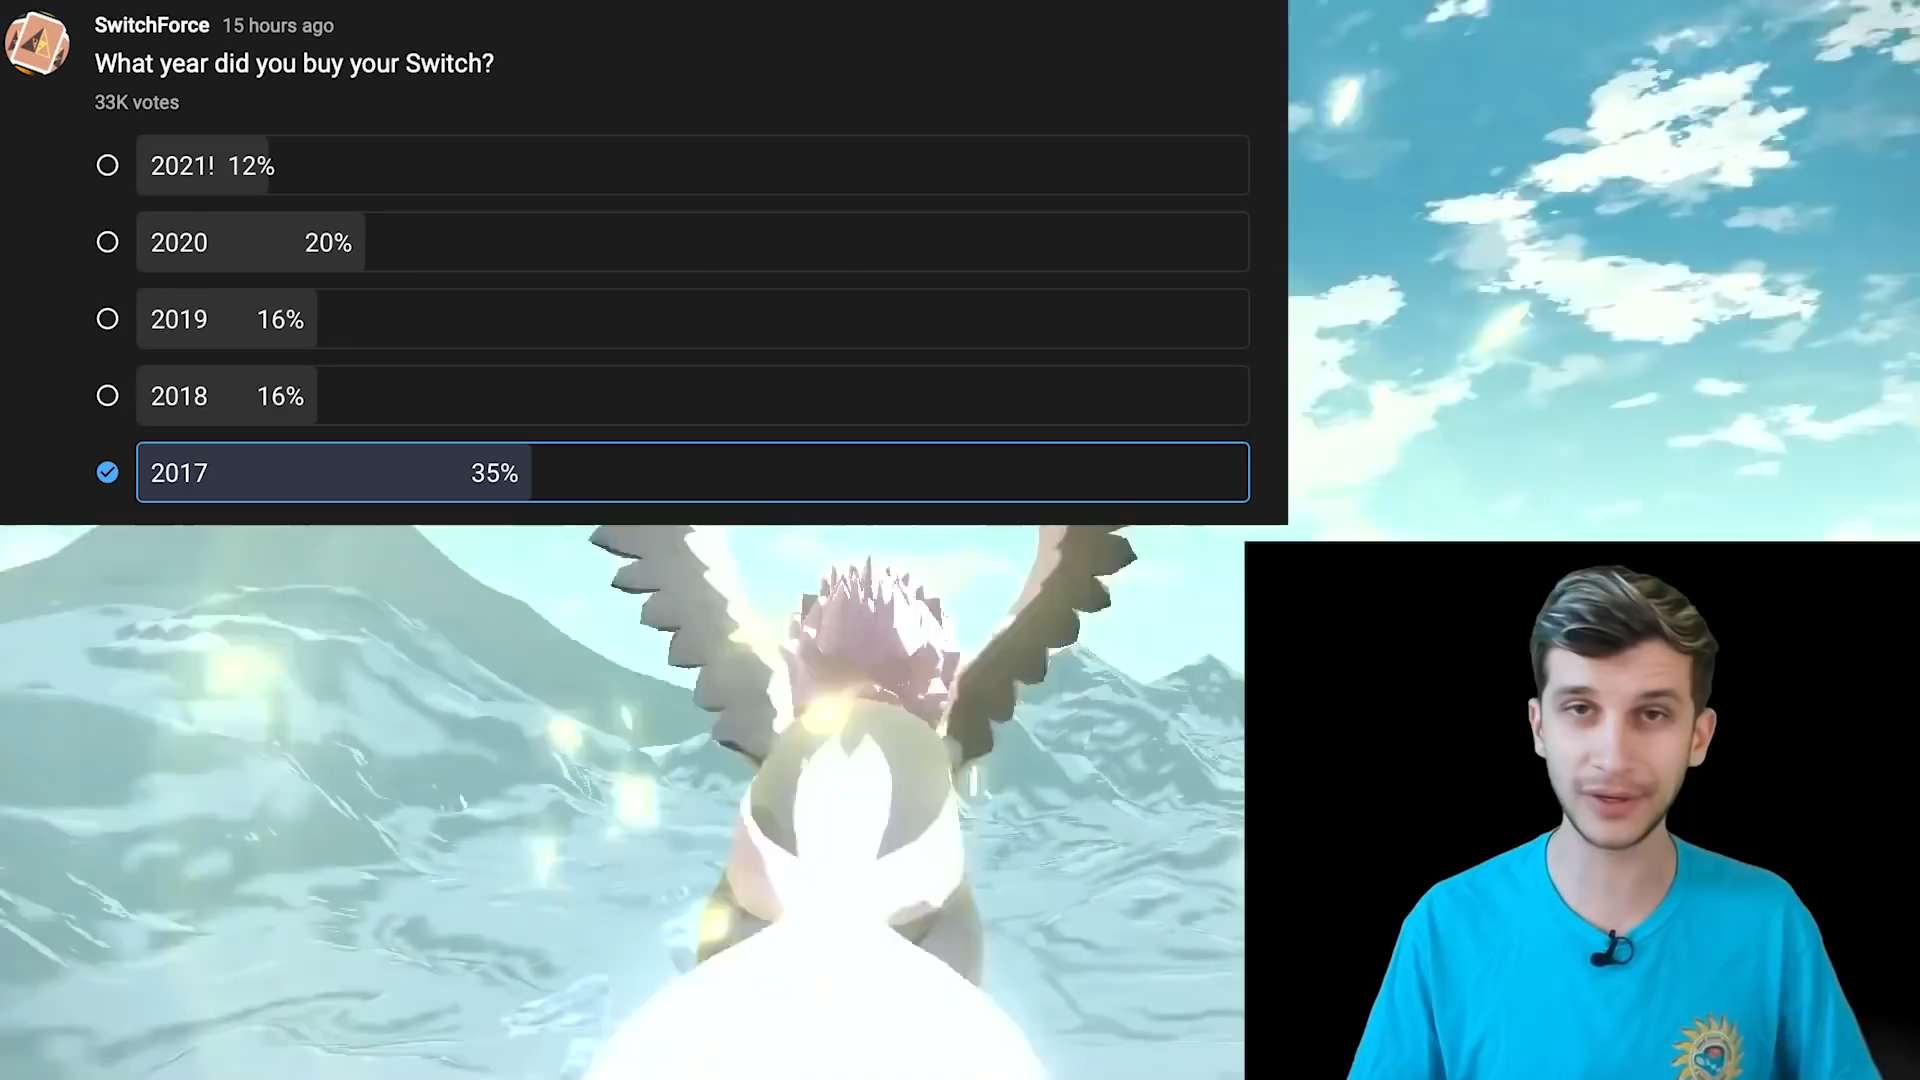 SwitchForce 15 hours ago
What year did you buy your Switch?
33K votes
2021! 12%
2020 20%
2019 16%
2018 16%
2017 35%